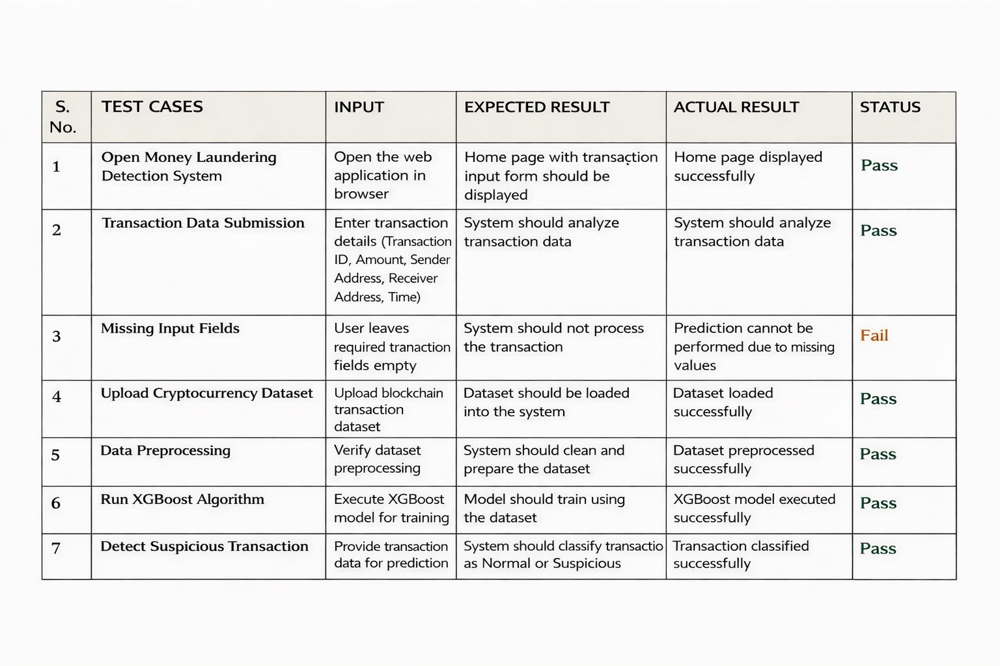 S. No.
TEST CASES
INPUT
EXPECTED RESULT
ACTUAL RESULT
STATUS
1
Open Money Laundering
Detection System
Open the web
application in
browser
Home page with transaction
input form should be
displayed
Home page displayed
successfully
Pass
2
Transaction Data Submission
Enter transaction
details (Transaction
ID, Amount, Sender
Address, Receiver
Address, Time)
System should analyze
transaction data
System should analyze
transaction data
Pass
3
Missing Input Fields
User leaves
required tranaction
fields empty
System should not process
the transaction
Prediction cannot be
performed due to missing
values
Fail
4
Upload Cryptocurrency Dataset
Upload blockchain
transaction
dataset
Dataset should be loaded
into the system
Dataset loaded
successfully
Pass
5
Data Preprocessing
Verify dataset
preprocessing
System should clean and
prepare the dataset
Dataset preprocessed
successfully
Pass
6
Run XGBoost Algorithm
Execute XGBoost
model for training
Model should train using
the dataset
XGBoost model executed
successfully
Pass
7
Detect Suspicious Transaction
Provide transaction
data for prediction
System should classify transactio
as Normal or Suspicious
Transaction classified
successfully
Pass